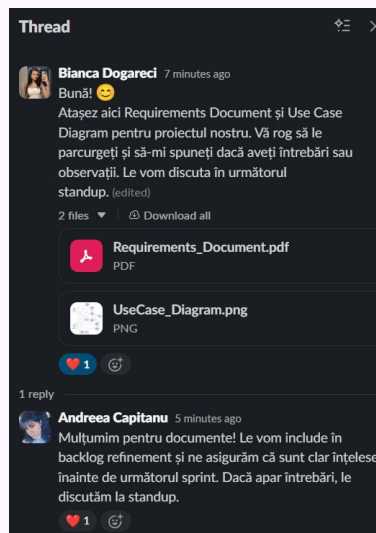 Thread
Bianca Dogareci 7 minutes ago
Bună! 😊
Atașez aici Requirements Document și Use Case
Diagram pentru proiectul nostru. Vă rog să le
parcurgeți și să-mi spuneți dacă aveți întrebări sau
observații. Le vom discuta în următorul
standup. (edited)
2 files Download all
Requirements_Document.pdf
PDF
UseCase_Diagram.png
PNG
❤️ 1
1 reply
Andreea Capitanu 5 minutes ago
Mulțumim pentru documente! Le vom include în
backlog refinement și ne asigurăm că sunt clar înțelese
înainte de următorul sprint. Dacă apar întrebări, le
discutăm la standup.
❤️ 1